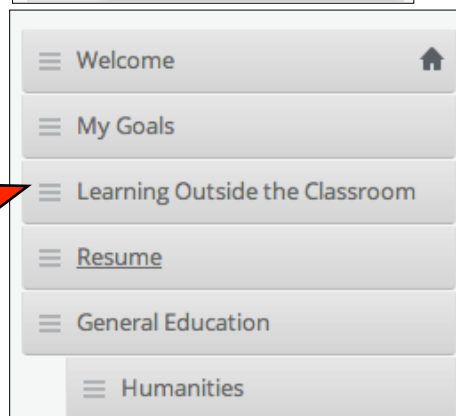 Welcome
My Goals
Learning Outside the Classroom
Resume
General Education
Humanities